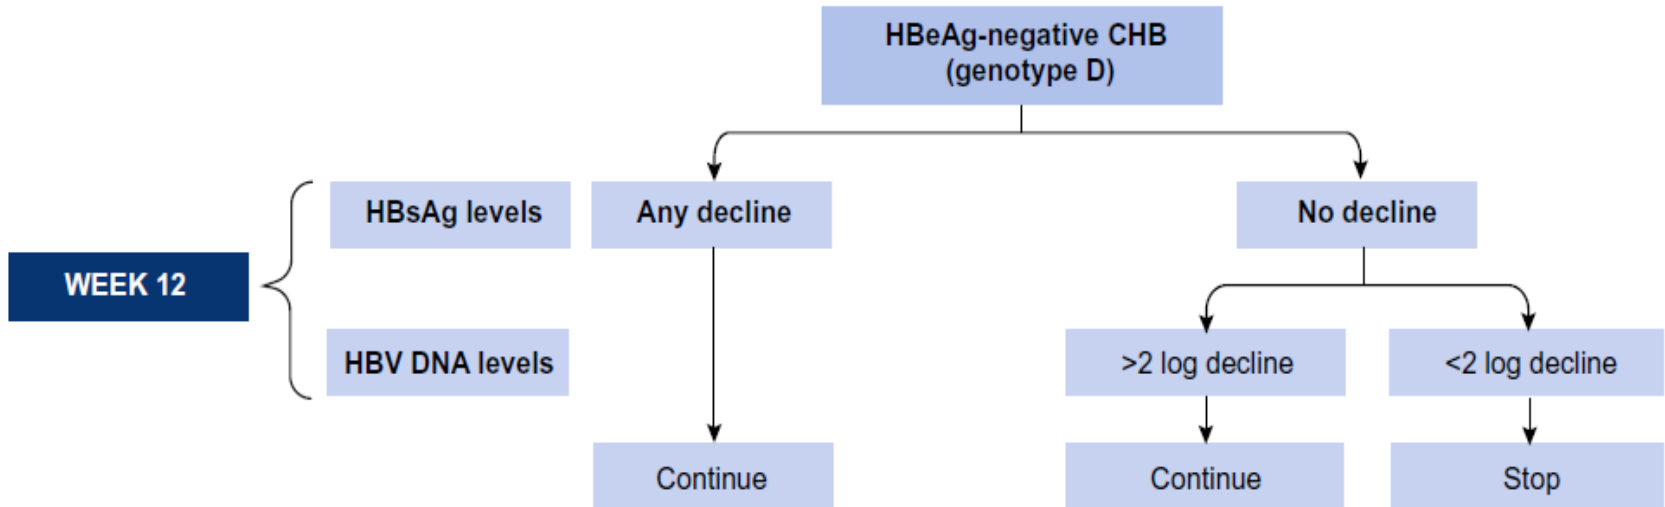 HBeAg-negative CHB
(genotype D)
HBsAg levels
Any decline
No decline
WEEK 12
HBV DNA levels
>2 log decline
<2 log decline
Continue
Continue
Stop